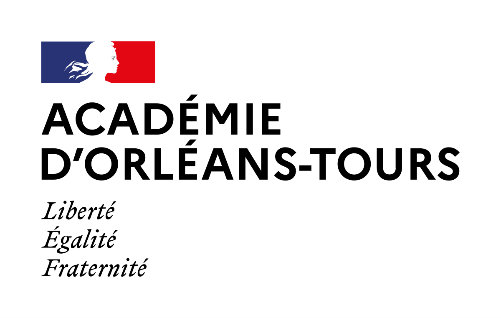 ACADÉMIE
D'ORLÉANS-TOURS
Liberté
Égalité
Fraternité